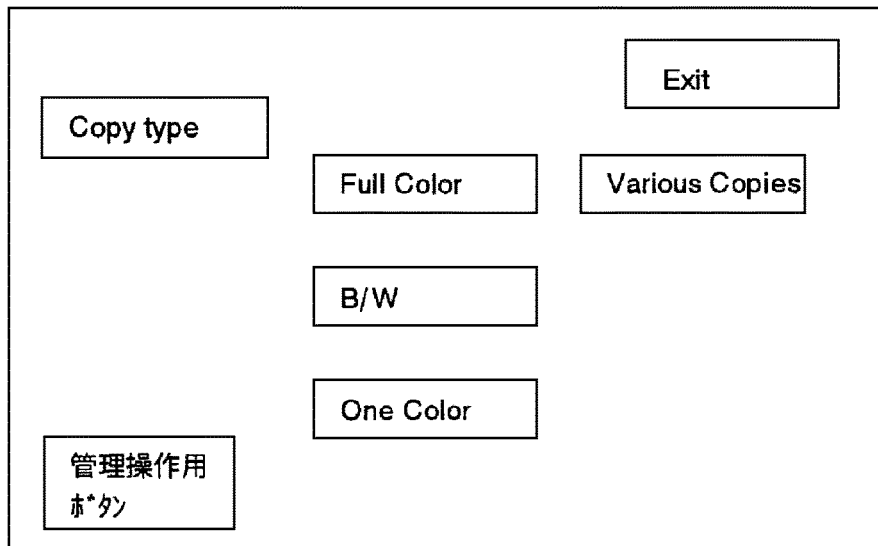 Exit
Copy type
Full Color
Various Copies
B/W
One Color
管理操作用
ﾎﾞﾀﾝ